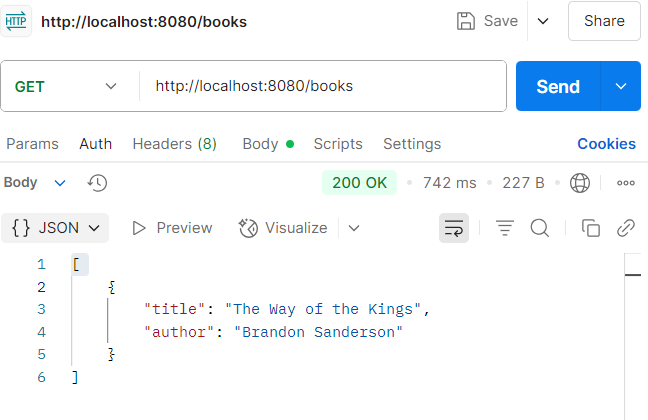 HTTP http://localhost:8080/books Save Share
GET http://localhost:8080/books Send
Params Auth Headers (8) Body Scripts Settings Cookies
Body 200 OK • 742 ms • 227 B
{} JSON Preview Visualize
1 [
2 {
3 "title": "The Way of the Kings",
4 "author": "Brandon Sanderson"
5 }
6 ]